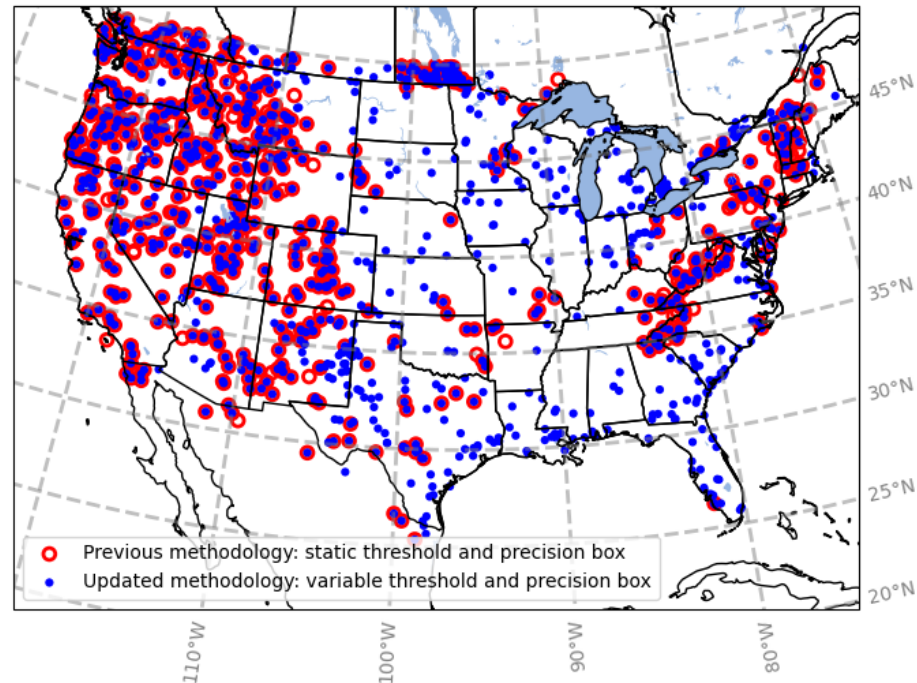 45°N
40°N
35°N
30°N
25°N
20°N
Previous methodology: static threshold and precision box
Updated methodology: variable threshold and precision box
110°W
100°W
90°W
80°W